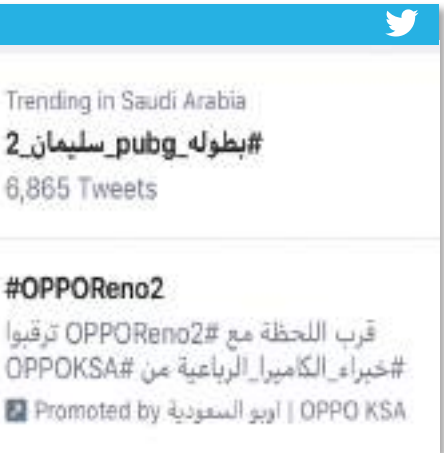 Trending in Saudi Arabia
#بطوله_pubg_سليمان_2
6,865 Tweets
#OPPOReno2
قرب اللحظة مع #OPPOReno2 ترقبوا
#خبراء_الكاميرا_الرباعية من #OPPOKSA
Promoted by اوبو السعودية | OPPO KSA